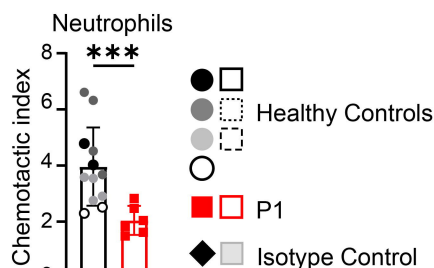 Neutrophils
***
8
6
4
2
Chemotactic index
Healthy Controls
P1
Isotype Control